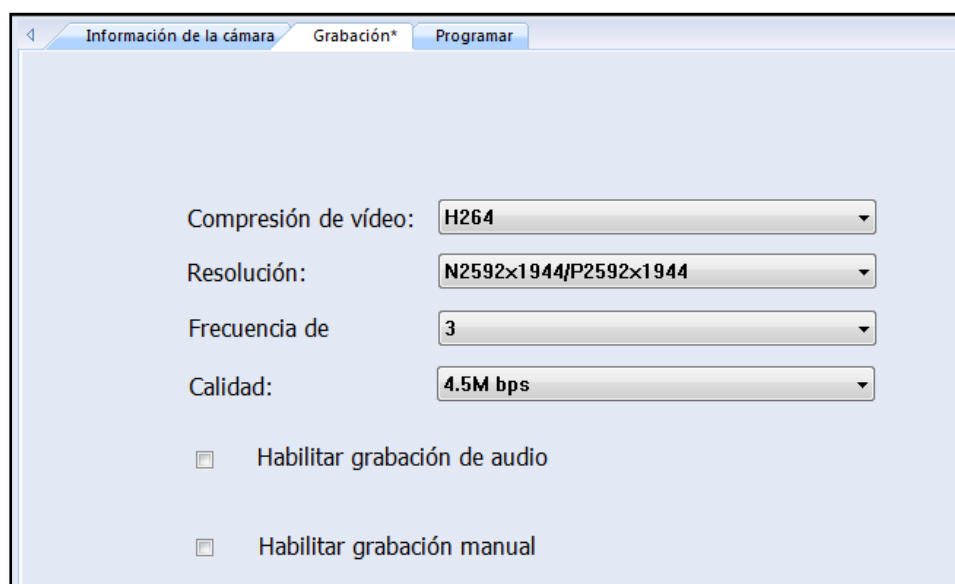 Información de la cámara Grabación* Programar
Compresión de vídeo: H264
Resolución: N2592x1944/P2592x1944
Frecuencia de 3
Calidad: 4.5M bps
Habilitar grabación de audio
Habilitar grabación manual